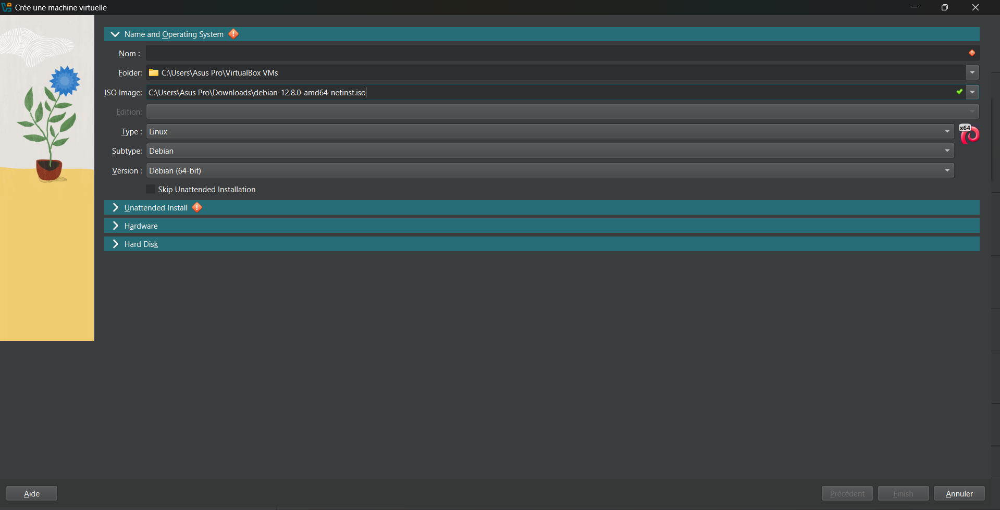 Crée une machine virtuelle
Name and Operating System
Nom :
Folder: C:\Users\Asus Pro\VirtualBox VMs
ISO Image: C:\Users\Asus Pro\Downloads\debian-12.8.0-amd64-netinst.iso
Edition:
Type : Linux
x64
Subtype: Debian
Version : Debian (64-bit)
Skip Unattended Installation
Unattended Install
Hardware
Hard Disk
Aide
Précédent
Finish
Annuler